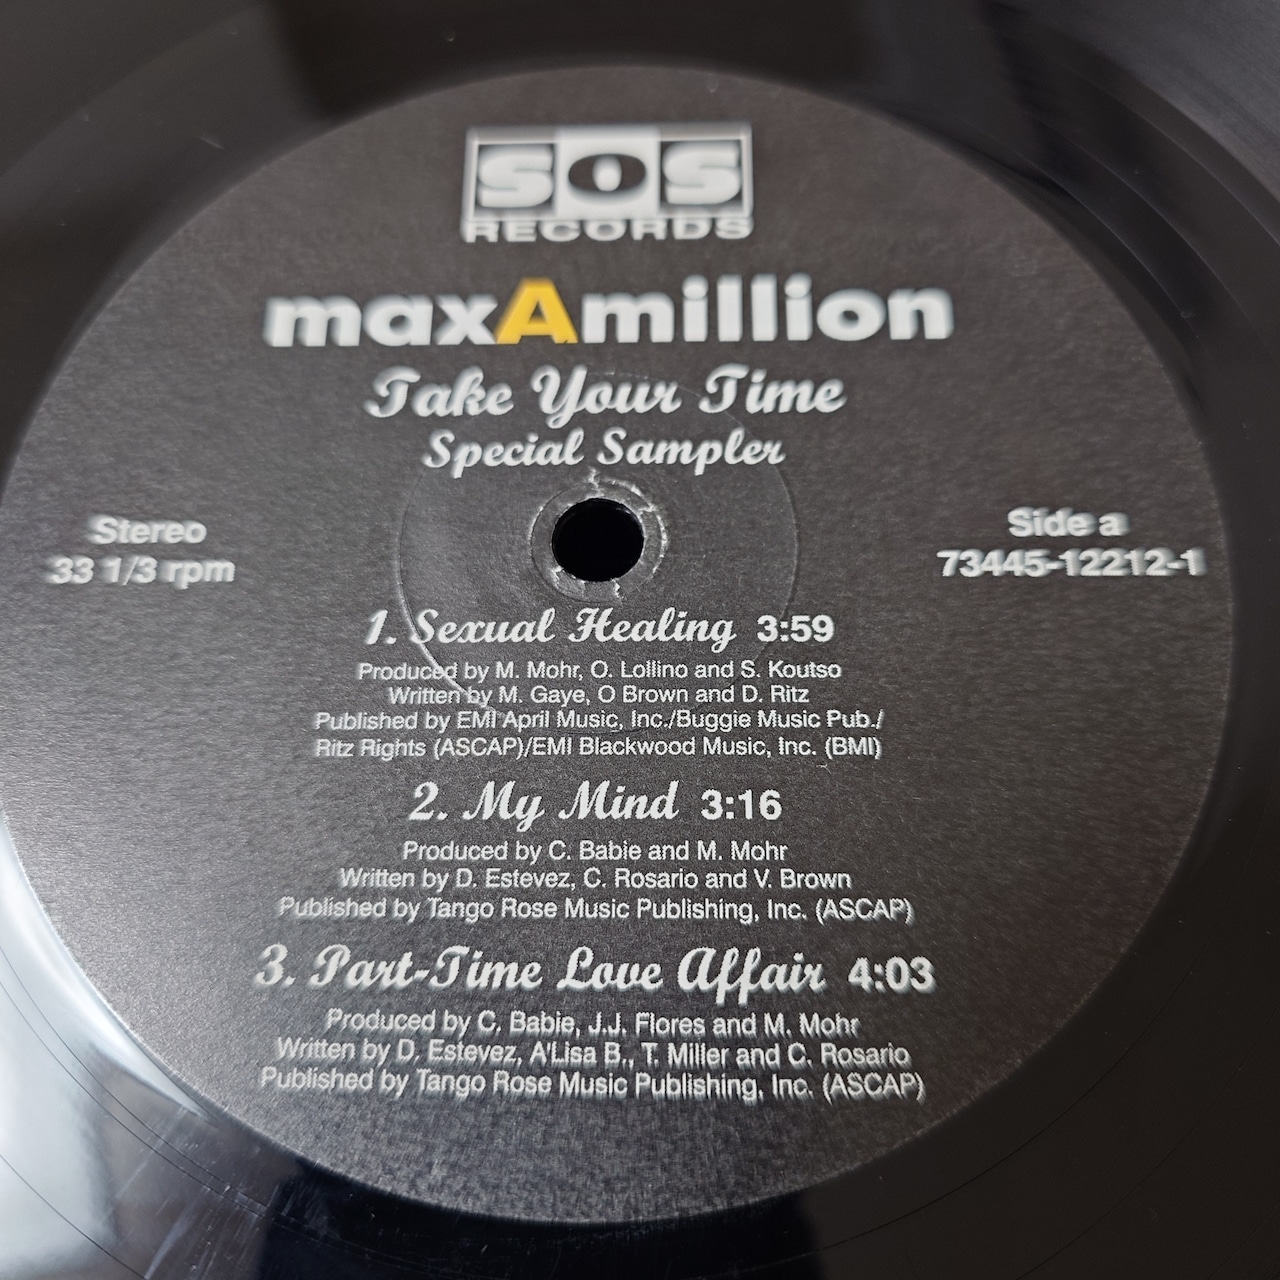 SOS
RECORDS
maxAmillion
Take Your Time
Special Sampler
Stereo
33 1/3 rpm
Side a
73445-12212-1
1. Sexual Healing 3:59
Produced by M. Mohr, O. Lollino and S. Koutso
Written by M. Gaye, O Brown and D. Ritz
Published by EMI April Music, Inc./Buggie Music Pub./
Ritz Rights (ASCAP)/EMI Blackwood Music, Inc. (BMI)
2. My Mind 3:16
Produced by C. Babie and M. Mohr
Written by D. Estevez, C. Rosario and V. Brown
Published by Tango Rose Music Publishing, Inc. (ASCAP)
3. Part-Time Love Affair 4:03
Produced by C. Babie, J.J. Flores and M. Mohr
Written by D. Estevez, A'Lisa B., T. Miller and C. Rosario
Published by Tango Rose Music Publishing, Inc. (ASCAP)